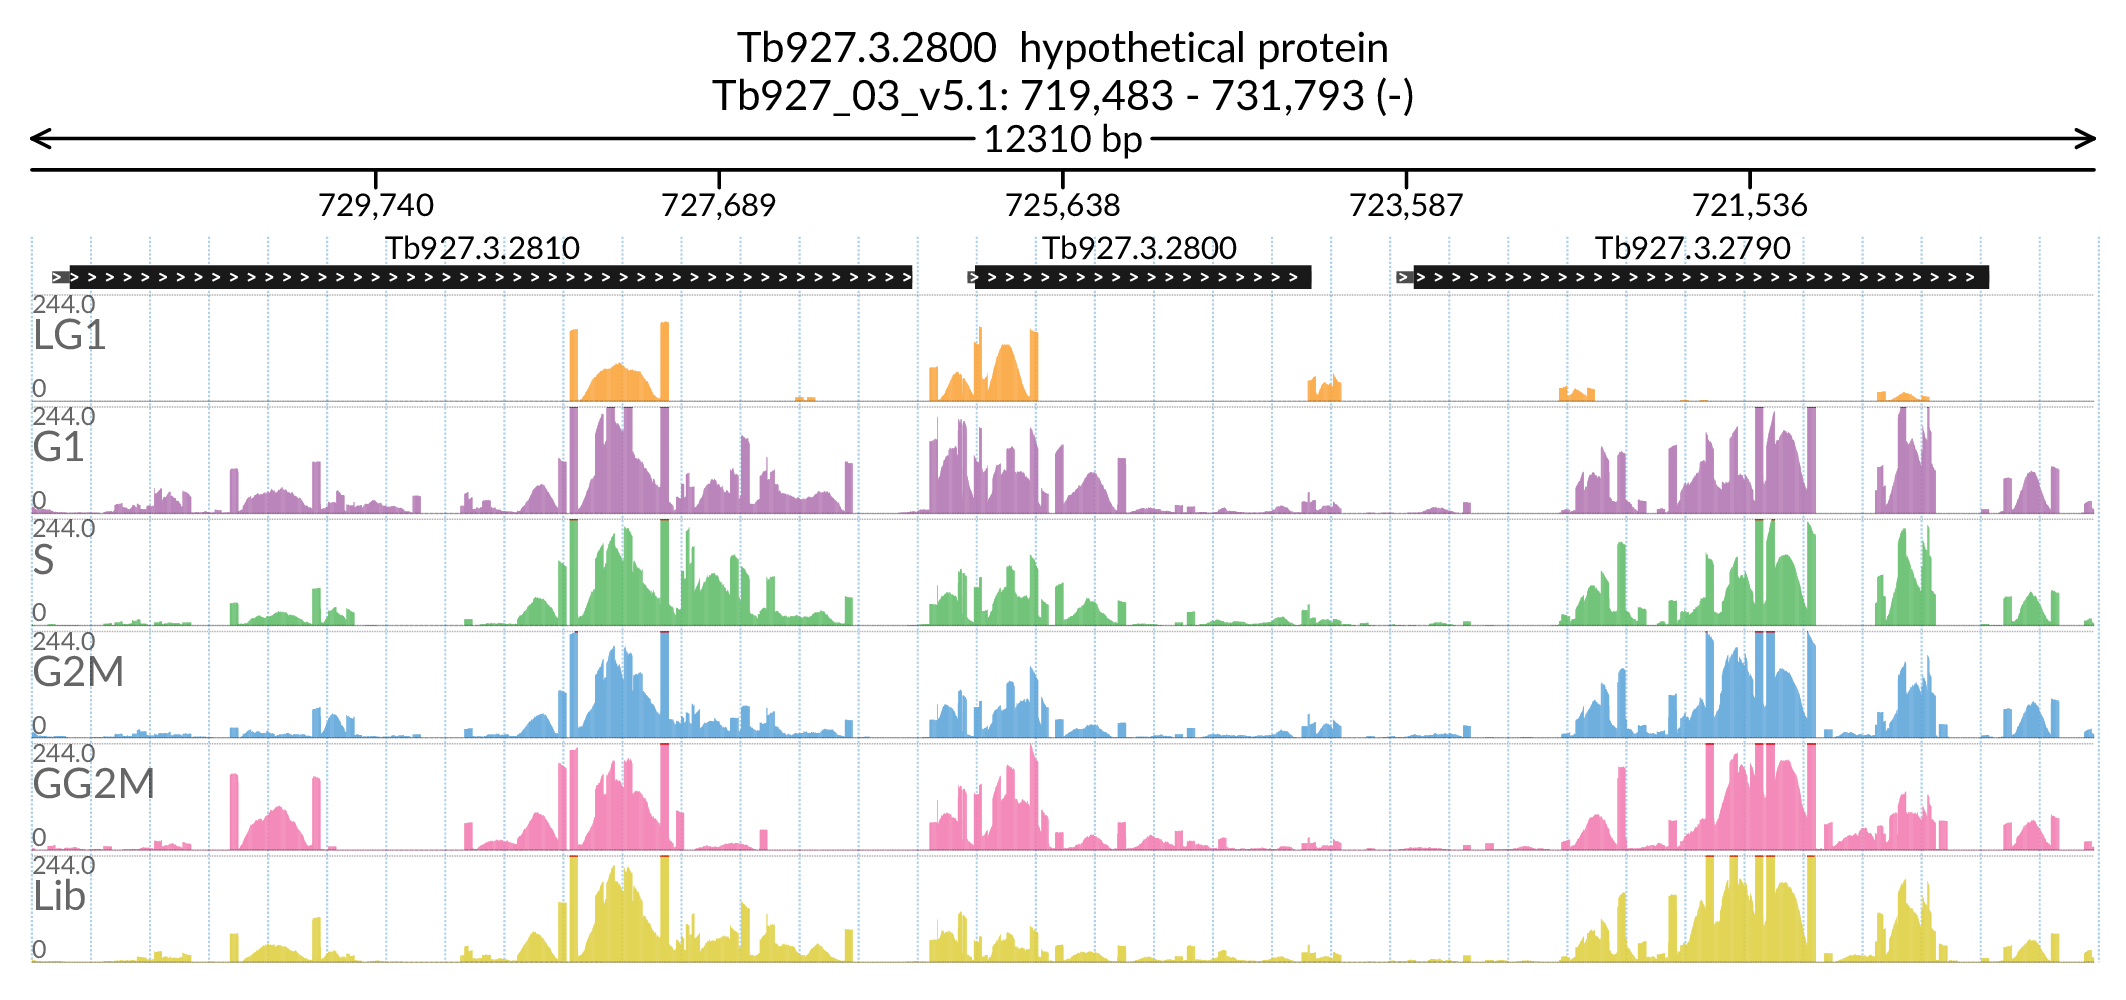 Tb927.3.2800  hypothetical protein
Tb927_03_v5.1: 719,483 - 731,793 (-)
12310 bp
729,740 727,689 725,638 723,587 721,536
Tb927.3.2810 Tb927.3.2800 Tb927.3.2790
244.0
LG1
0
244.0
G1
0
244.0
S
0
244.0
G2M
0
244.0
GG2M
0
244.0
Lib
0